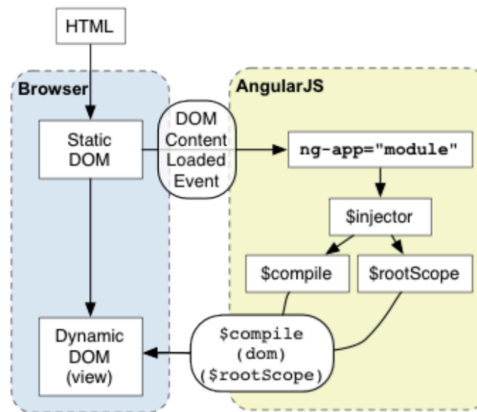 HTML
Browser
AngularJS
Static
DOM
DOM
Content
Loaded
Event
ng-app="module"
$injector
$compile
$rootScope
Dynamic
DOM
(view)
$compile
(dom)
($rootScope)